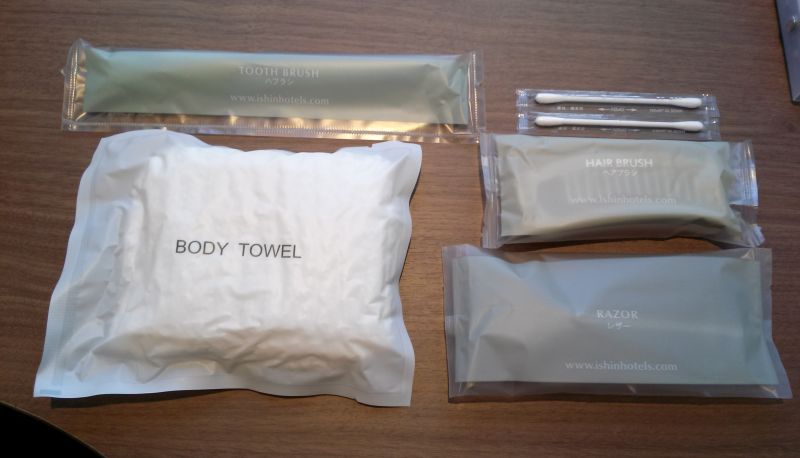 TOOTH BRUSH
ハブラシ
www.ishinhotels.com
HAIR BRUSH
ヘアブラシ
www.ishinhotels.com
BODY TOWEL
RAZOR
レザー
www.ishinhotels.com